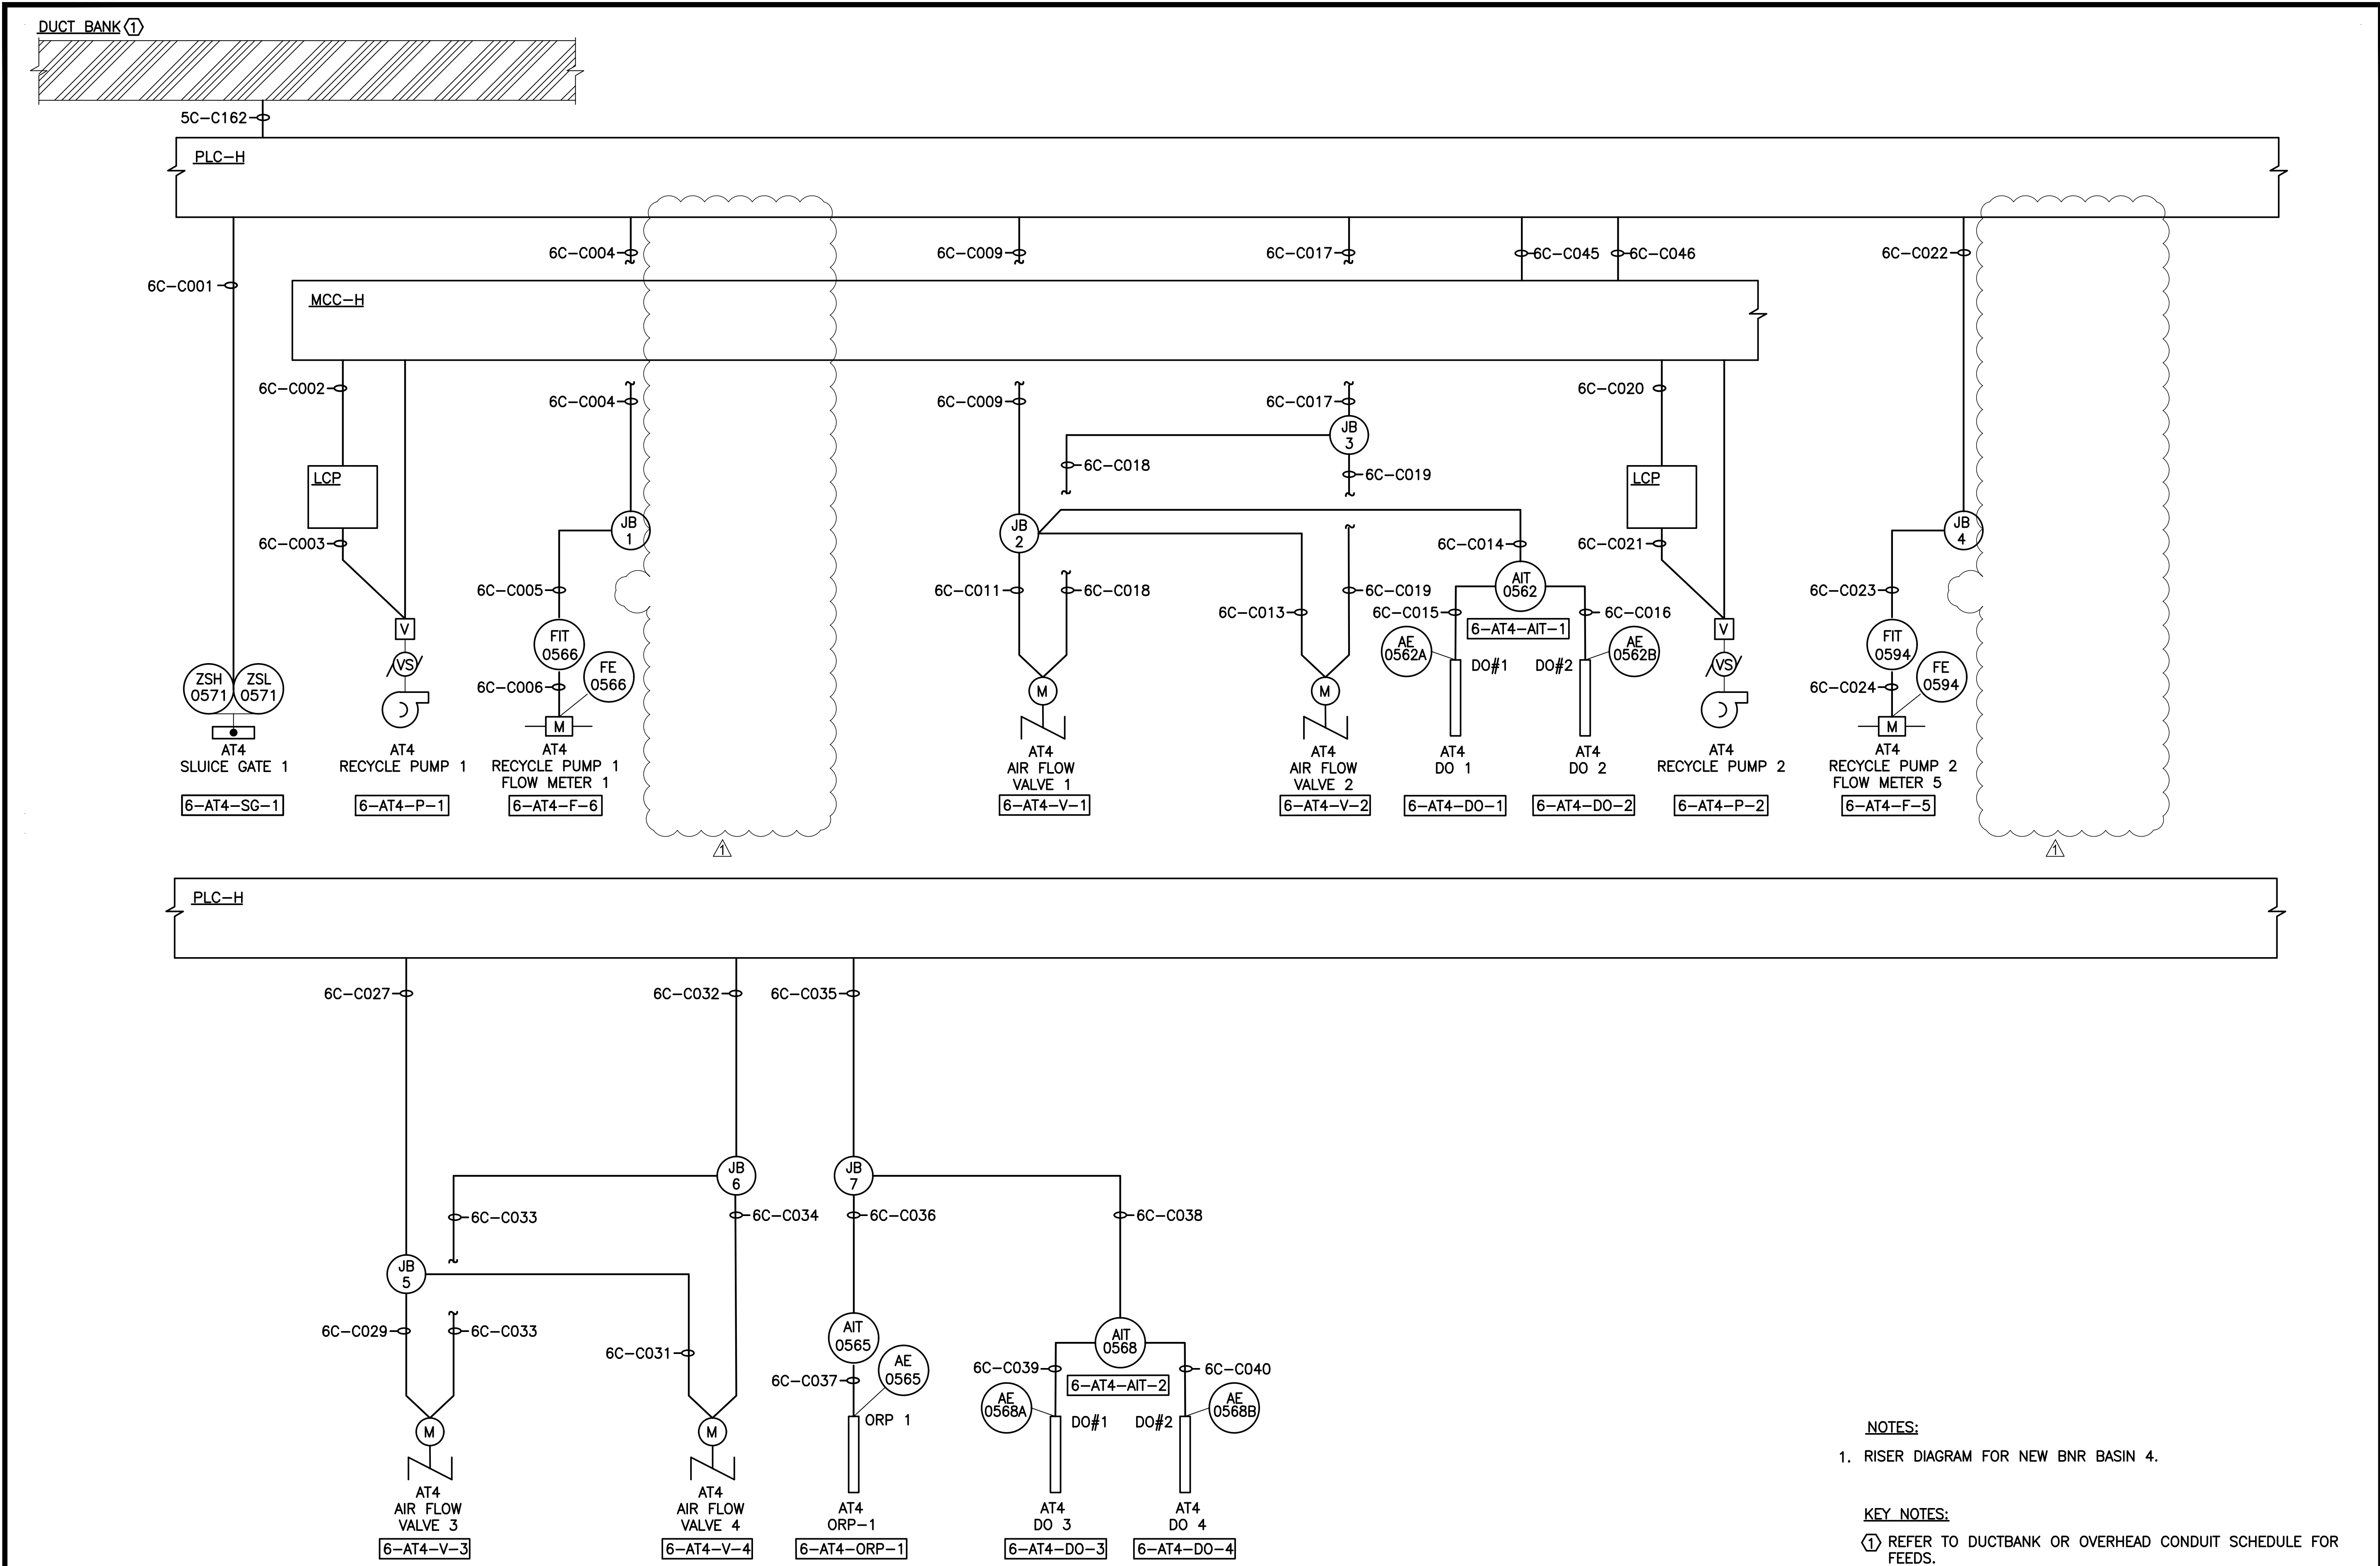 DUCT BANK 1
5C-C162
PLC-H
6C-C001
6C-C004
6C-C009
6C-C017
6C-C045
6C-C046
6C-C022
MCC-H
6C-C002
6C-C004
6C-C009
6C-C017
6C-C020
JB
3
LCP
6C-C018
6C-C019
LCP
JB
1
JB
2
JB
4
6C-C003
6C-C014
6C-C021
6C-C005
6C-C011
6C-C018
6C-C013
6C-C019
6C-C015
AIT
0562
6C-C016
6C-C023
6-AT4-AIT-1
V
FIT
0566
AE
0562A
AE
0562B
V
FIT
0594
VS
FE
0566
DO#1
DO#2
VS
FE
0594
ZSH
0571
ZSL
0571
6C-C006
M
M
6C-C024
M
M
AT4
SLUICE GATE 1
6-AT4-SG-1
AT4
RECYCLE PUMP 1
6-AT4-P-1
AT4
RECYCLE PUMP 1
FLOW METER 1
6-AT4-F-6
AT4
AIR FLOW
VALVE 1
6-AT4-V-1
AT4
AIR FLOW
VALVE 2
6-AT4-V-2
AT4
DO 1
6-AT4-DO-1
AT4
DO 2
6-AT4-DO-2
AT4
RECYCLE PUMP 2
6-AT4-P-2
AT4
RECYCLE PUMP 2
FLOW METER 5
6-AT4-F-5
1
1
PLC-H
6C-C027
6C-C032
6C-C035
JB
6
JB
7
6C-C033
6C-C034
6C-C036
6C-C038
JB
5
6C-C029
6C-C033
6C-C031
AIT
0565
AIT
0568
6C-C037
AE
0565
6C-C039
6C-C040
6-AT4-AIT-2
AE
0568A
AE
0568B
ORP 1
DO#1
DO#2
M
M
AT4
AIR FLOW
VALVE 3
6-AT4-V-3
AT4
AIR FLOW
VALVE 4
6-AT4-V-4
AT4
ORP-1
6-AT4-ORP-1
AT4
DO 3
6-AT4-DO-3
AT4
DO 4
6-AT4-DO-4
NOTES:
1. RISER DIAGRAM FOR NEW BNR BASIN 4.
KEY NOTES:
1 REFER TO DUCTBANK OR OVERHEAD CONDUIT SCHEDULE FOR
FEEDS.